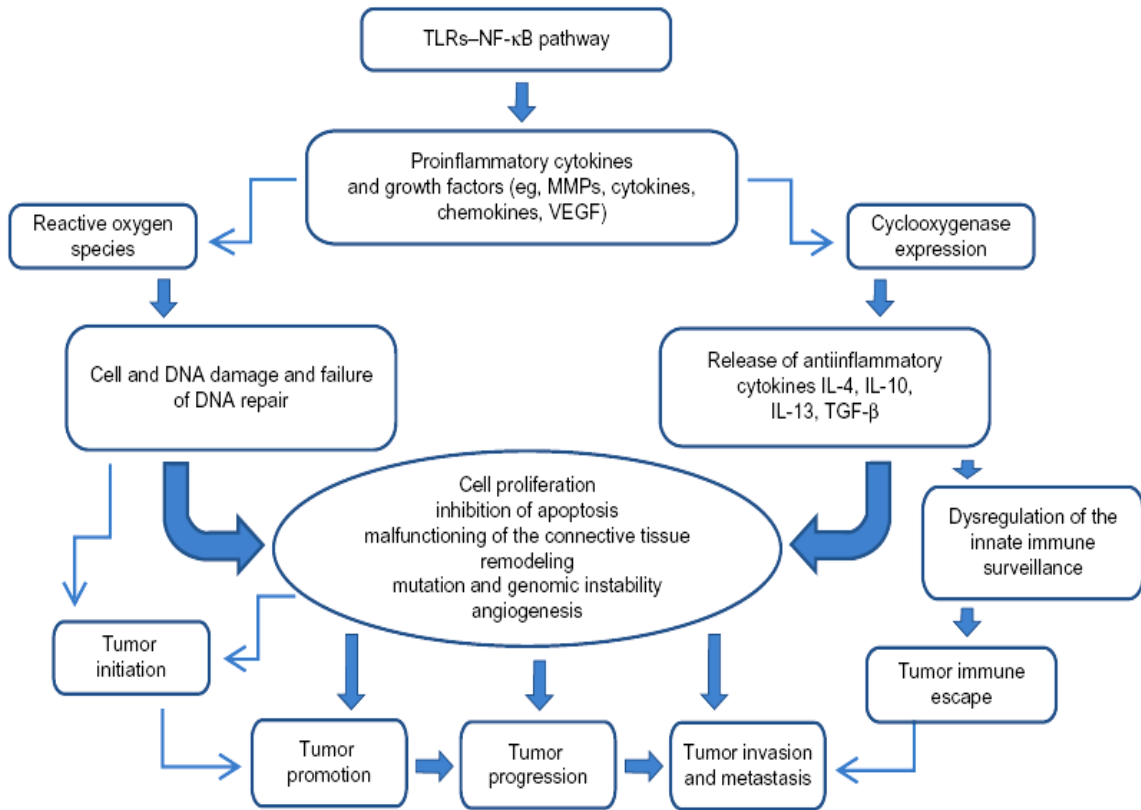 TLRs–NF-κB pathway
Proinflammatory cytokines
and growth factors (eg, MMPs, cytokines,
chemokines, VEGF)
Reactive oxygen
species
Cyclooxygenase
expression
Cell and DNA damage and failure
of DNA repair
Release of antiinflammatory
cytokines IL-4, IL-10,
IL-13, TGF-β
Cell proliferation
inhibition of apoptosis
malfunctioning of the connective tissue
remodeling
mutation and genomic instability
angiogenesis
Dysregulation of the
innate immune
surveillance
Tumor
initiation
Tumor immune
escape
Tumor
promotion
Tumor
progression
Tumor invasion
and metastasis